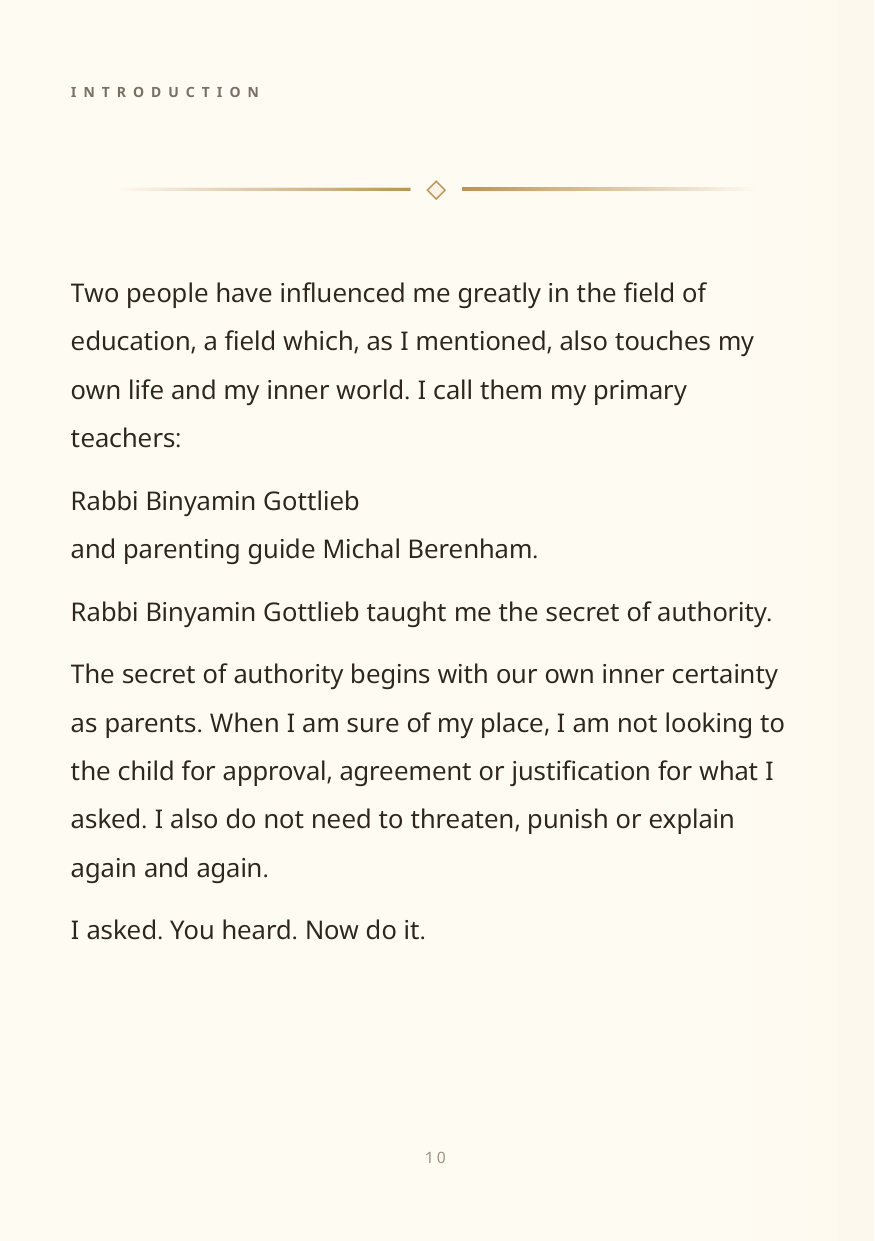 INTRODUCTION
Two people have influenced me greatly in the field of
education, a field which, as I mentioned, also touches my
own life and my inner world. I call them my primary
teachers:
Rabbi Binyamin Gottlieb
and parenting guide Michal Berenham.
Rabbi Binyamin Gottlieb taught me the secret of authority.
The secret of authority begins with our own inner certainty
as parents. When I am sure of my place, I am not looking to
the child for approval, agreement or justification for what I
asked. I also do not need to threaten, punish or explain
again and again.
I asked. You heard. Now do it.
10